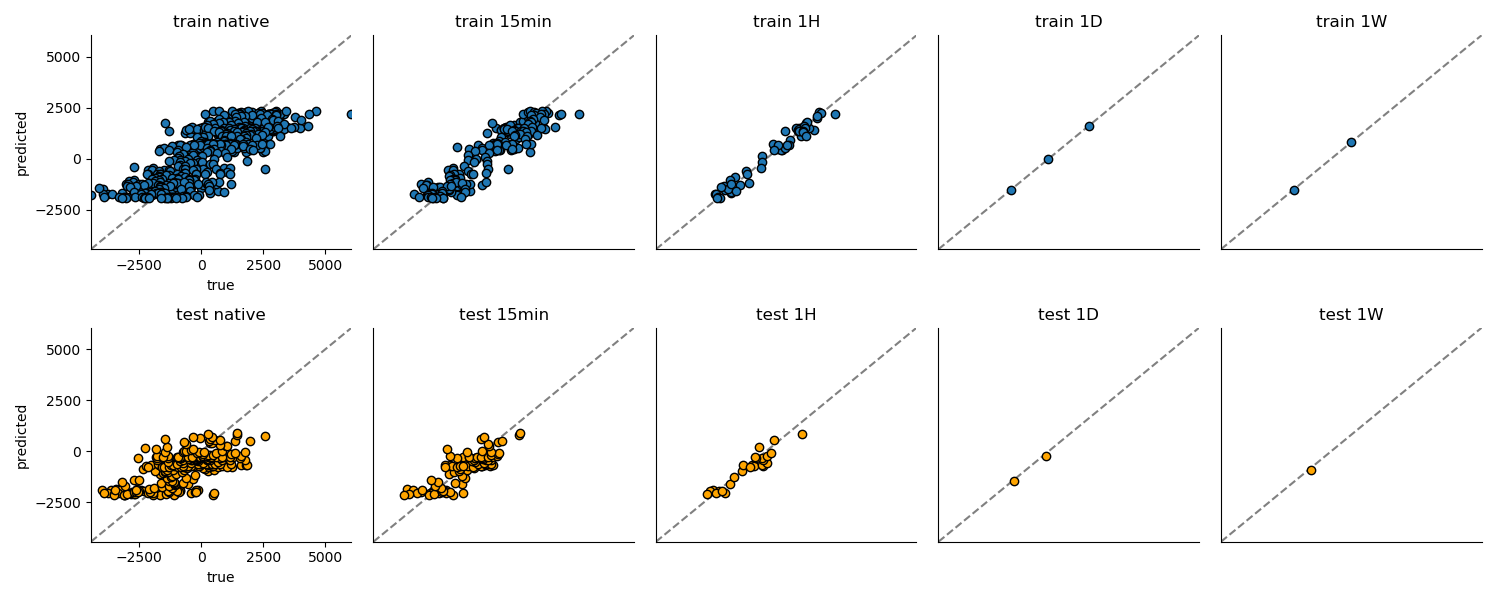 train native
train 15min
train 1H
train 1D
train 1W
predicted
5000
2500
0
−2500
−2500
0
2500
5000
true
test native
test 15min
test 1H
test 1D
test 1W
predicted
5000
2500
0
−2500
−2500
0
2500
5000
true